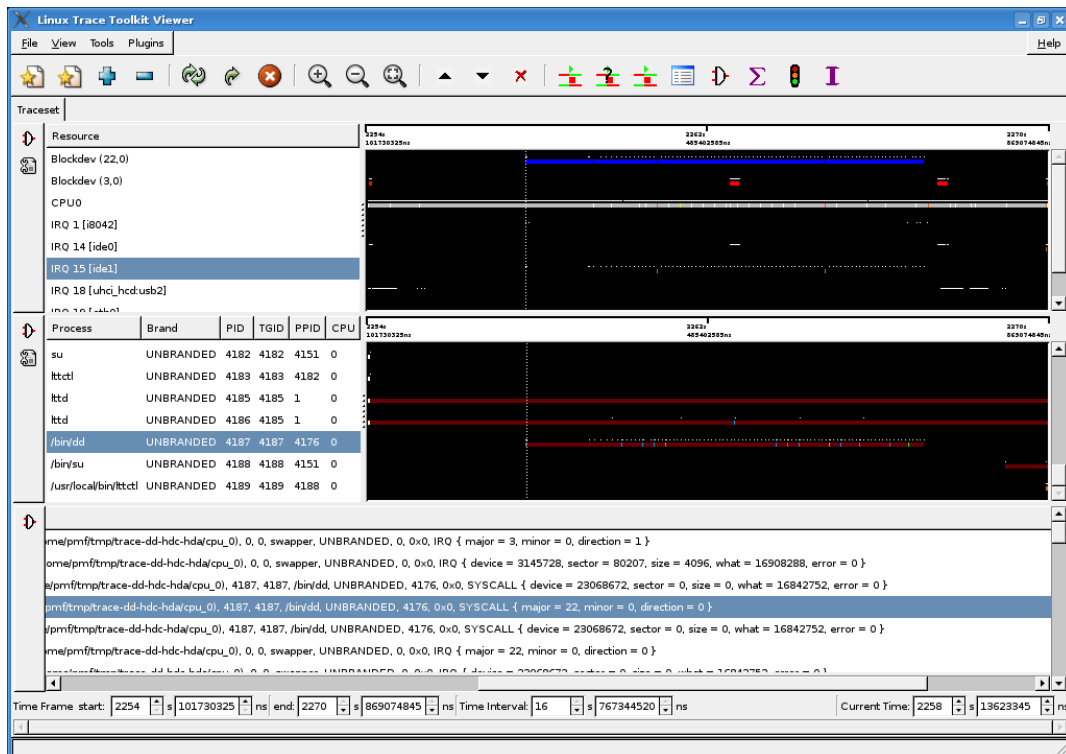 Linux Trace Toolkit Viewer
File View Tools Plugins Help
Traceset
Resource
2254s 2262s 2270s
101730325ns 485402585ns 869074845ns
Blockdev (22,0)
Blockdev (3,0)
CPU0
IRQ 1 [i8042]
IRQ 14 [ide0]
IRQ 15 [ide1]
IRQ 18 [uhci_hcd:usb2]
Process Brand PID TGID PPID CPU
2254s 2262s 2270s
101730325ns 485402585ns 869074845ns
su UNBRANDED 4182 4182 4151 0
lttctl UNBRANDED 4183 4183 4182 0
lttd UNBRANDED 4185 4185 1 0
lttd UNBRANDED 4186 4185 1 0
/bin/dd UNBRANDED 4187 4187 4176 0
/bin/su UNBRANDED 4188 4188 4151 0
/usr/local/bin/lttctl UNBRANDED 4189 4189 4188 0
ome/pmf/tmp/trace-dd-hdc-hda/cpu_0), 0, 0, swapper, UNBRANDED, 0, 0x0, IRQ { major = 3, minor = 0, direction = 1 }
ome/pmf/tmp/trace-dd-hdc-hda/cpu_0), 0, 0, swapper, UNBRANDED, 0, 0x0, IRQ { device = 3145728, sector = 80207, size = 4096, what = 16908288, error = 0 }
e/pmf/tmp/trace-dd-hdc-hda/cpu_0), 4187, 4187, /bin/dd, UNBRANDED, 4176, 0x0, SYSCALL { device = 23068672, sector = 0, size = 0, what = 16842752, error = 0 }
pmf/tmp/trace-dd-hdc-hda/cpu_0), 4187, 4187, /bin/dd, UNBRANDED, 4176, 0x0, SYSCALL { major = 22, minor = 0, direction = 0 }
/pmf/tmp/trace-dd-hdc-hda/cpu_0), 4187, 4187, /bin/dd, UNBRANDED, 4176, 0x0, SYSCALL { device = 23068672, sector = 0, size = 0, what = 16842752, error = 0 }
ome/pmf/tmp/trace-dd-hdc-hda/cpu_0), 0, 0, swapper, UNBRANDED, 0, 0x0, IRQ { major = 22, minor = 0, direction = 0 }
Time Frame start: 2254 s 101730325 ns end: 2270 s 869074845 ns Time Interval: 16 s 767344520 ns Current Time: 2258 s 13623345 ns